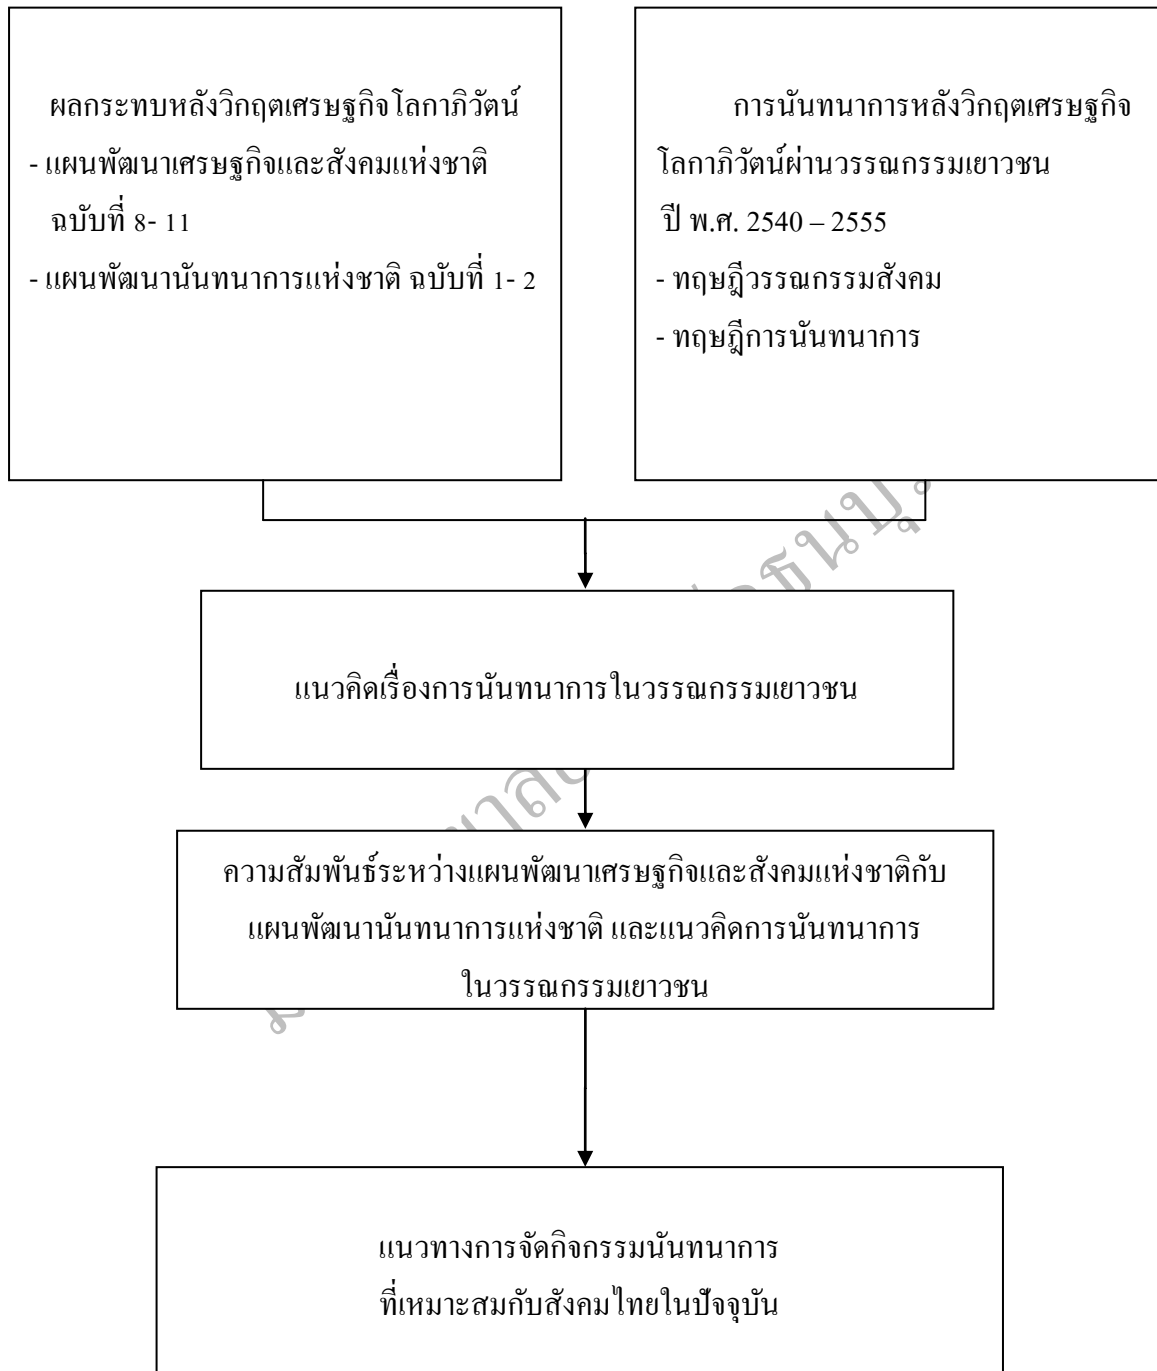 ผลกระทบหลังวิกฤตเศรษฐกิจโลกาภิวัตน์
- แผนพัฒนาเศรษฐกิจและสังคมแห่งชาติ
ฉบับที่ 8- 11
- แผนพัฒนานันทนาการแห่งชาติ ฉบับที่ 1- 2
การนันทนาการหลังวิกฤตเศรษฐกิจ
โลกาภิวัตน์ผ่านวรรณกรรมเยาวชน
ปี พ.ศ. 2540 – 2555
- ทฤษฎีวรรณกรรมสังคม
- ทฤษฎีการนันทนาการ
แนวคิดเรื่องการนันทนาการในวรรณกรรมเยาวชน
ความสัมพันธ์ระหว่างแผนพัฒนาเศรษฐกิจและสังคมแห่งชาติกับ
แผนพัฒนานันทนาการแห่งชาติ และแนวคิดการนันทนาการ
ในวรรณกรรมเยาวชน
แนวทางการจัดกิจกรรมนันทนาการ
ที่เหมาะสมกับสังคมไทยในปัจจุบัน